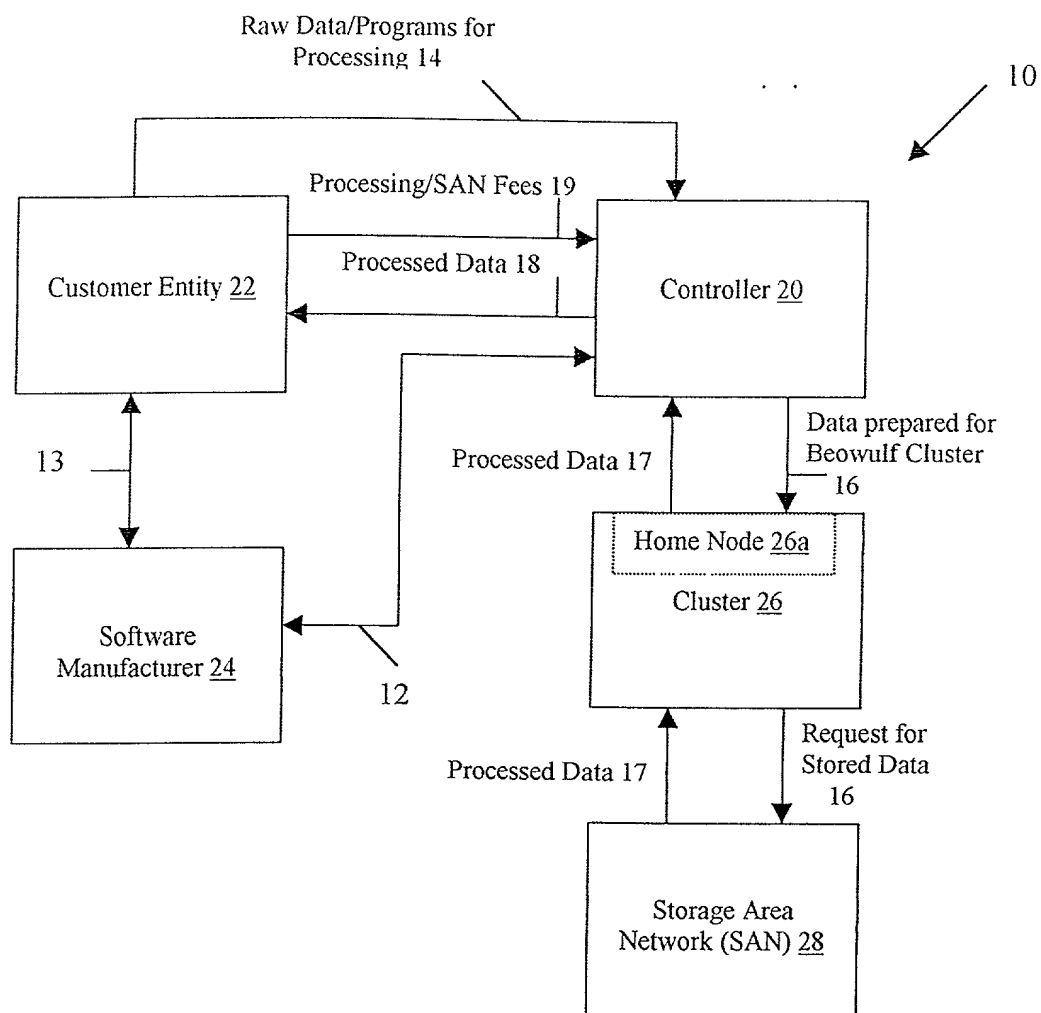 Raw Data/Programs for
Processing 14
10
Processing/SAN Fees 19
Processed Data 18
Customer Entity 22
Controller 20
Data prepared for
Beowulf Cluster
16
13
Processed Data 17
Home Node 26a
Cluster 26
Software
Manufacturer 24
12
Request for
Stored Data
16
Processed Data 17
Storage Area
Network (SAN) 28